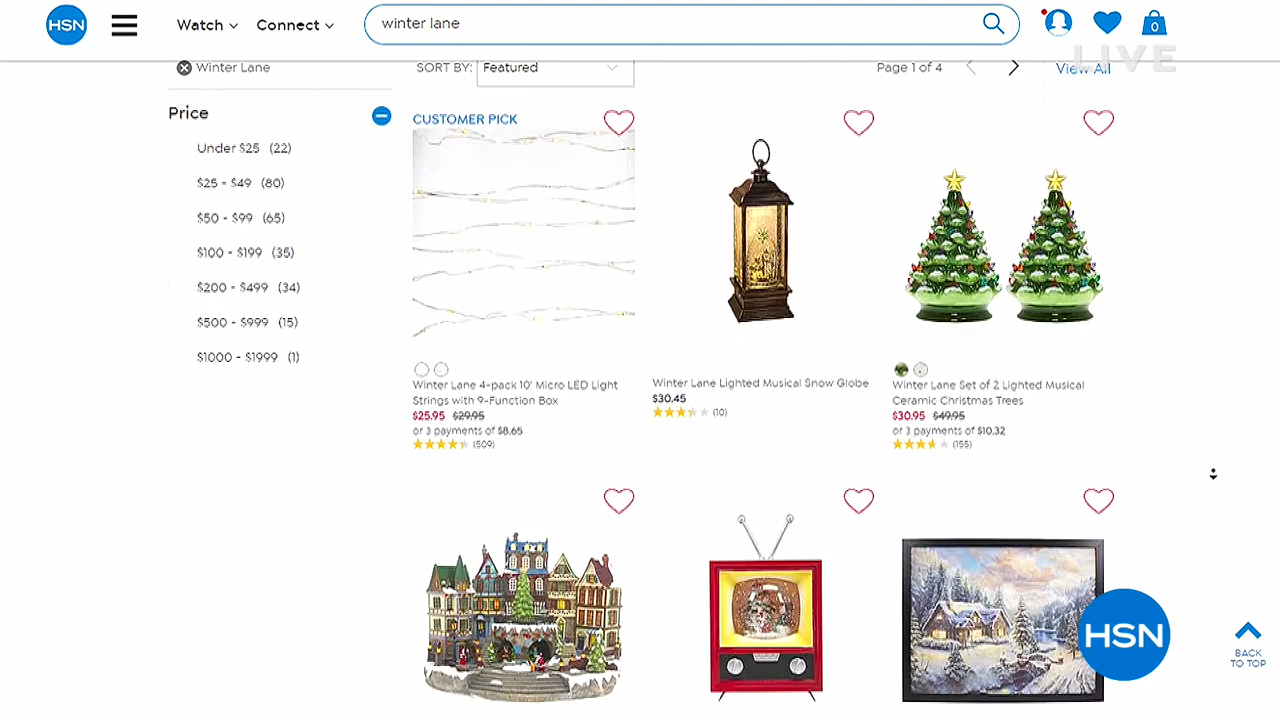 HSN
Watch
Connect
winter lane
0
LIVE
Winter Lane
SORT BY:
Featured
Page 1 of 4
View All
Price
Under $25 (22)
$25 - $49 (80)
$50 - $99 (65)
$100 - $199 (35)
$200 - $499 (34)
$500 - $999 (15)
$1000 - $1999 (1)
CUSTOMER PICK
Winter Lane 4-pack 10' Micro LED Light
Strings with 9-Function Box
$25.95 $29.95
or 3 payments of $8.65
(509)
Winter Lane Lighted Musical Snow Globe
$30.45
(10)
Winter Lane Set of 2 Lighted Musical
Ceramic Christmas Trees
$30.95 $49.95
or 3 payments of $10.32
(155)
HSN
BACK
TO TOP